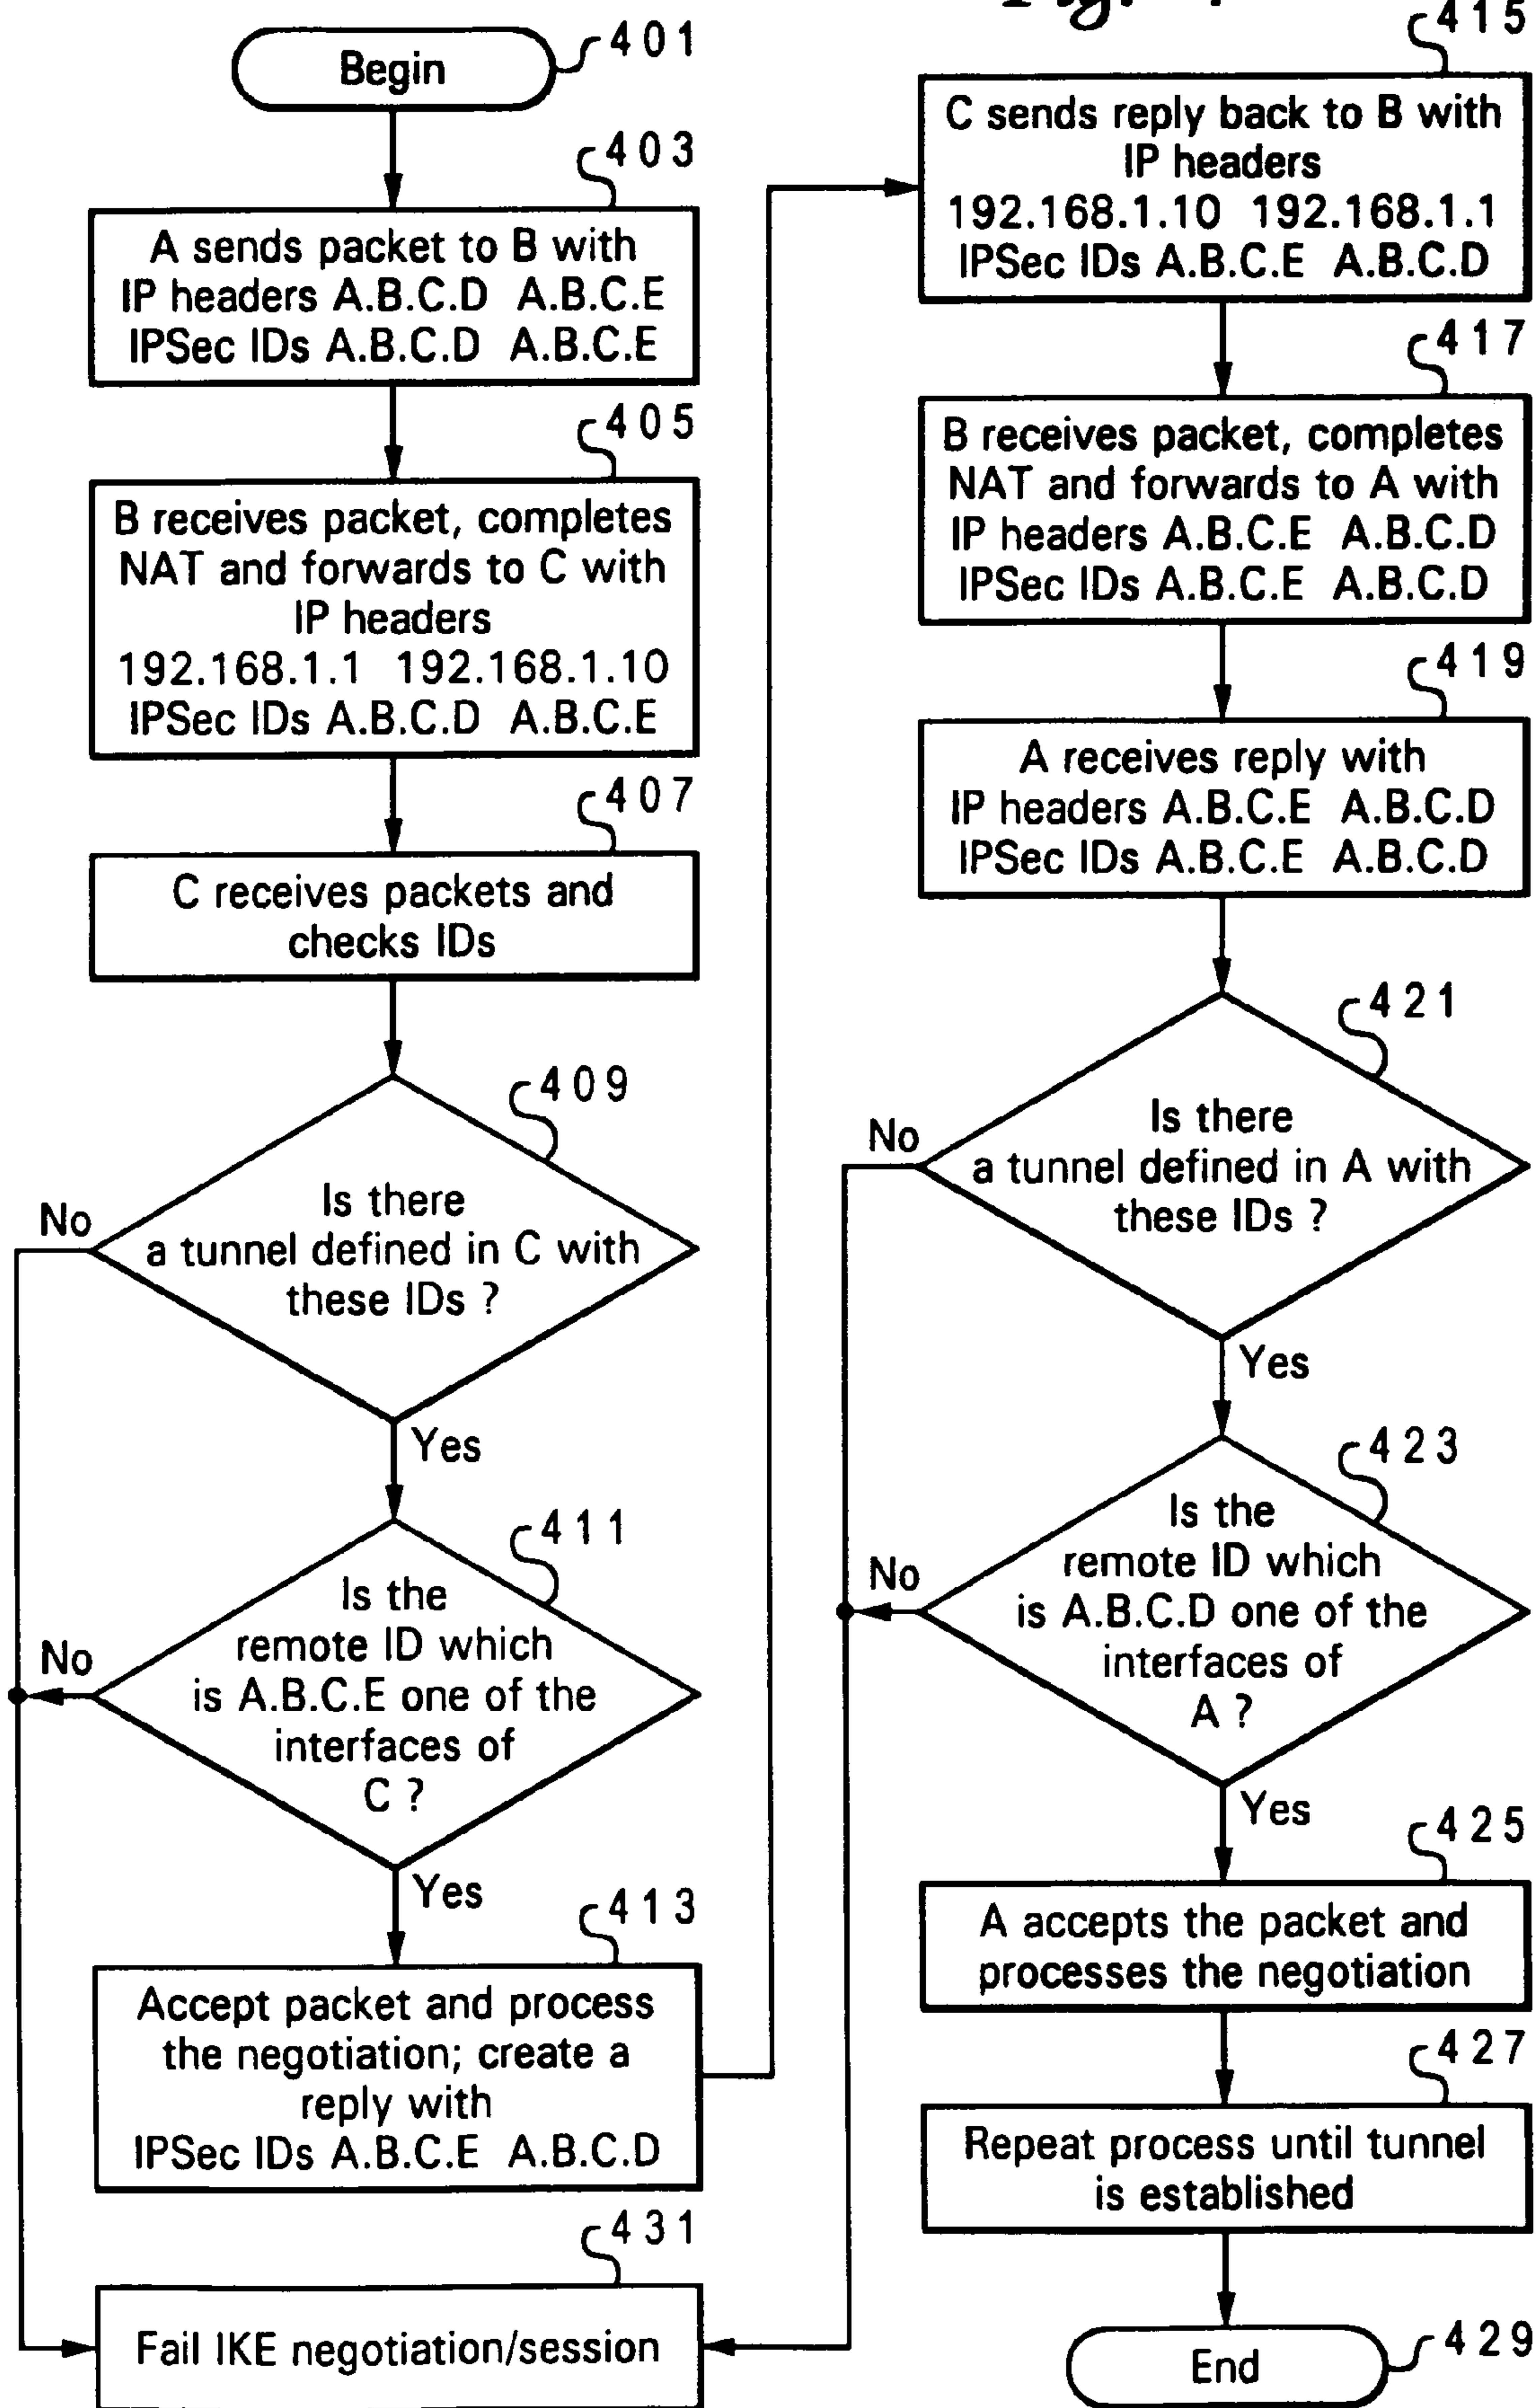 Begin
401
403
A sends packet to B with
IP headers A.B.C.D A.B.C.E
IPSec IDs A.B.C.D A.B.C.E
405
B receives packet, completes
NAT and forwards to C with
IP headers
192.168.1.1 192.168.1.10
IPSec IDs A.B.C.D A.B.C.E
407
C receives packets and
checks IDs
409
Is there
a tunnel defined in C with
these IDs ?
No
Yes
411
Is the
remote ID which
is A.B.C.E one of the
interfaces of
C ?
No
Yes
413
Accept packet and process
the negotiation; create a
reply with
IPSec IDs A.B.C.E A.B.C.D
431
Fail IKE negotiation/session
415
C sends reply back to B with
IP headers
192.168.1.10 192.168.1.1
IPSec IDs A.B.C.E A.B.C.D
417
B receives packet, completes
NAT and forwards to A with
IP headers A.B.C.E A.B.C.D
IPSec IDs A.B.C.E A.B.C.D
419
A receives reply with
IP headers A.B.C.E A.B.C.D
IPSec IDs A.B.C.E A.B.C.D
421
Is there
a tunnel defined in A with
these IDs ?
No
Yes
423
Is the
remote ID which
is A.B.C.D one of the
interfaces of
A ?
No
Yes
425
A accepts the packet and
processes the negotiation
427
Repeat process until tunnel
is established
End
429